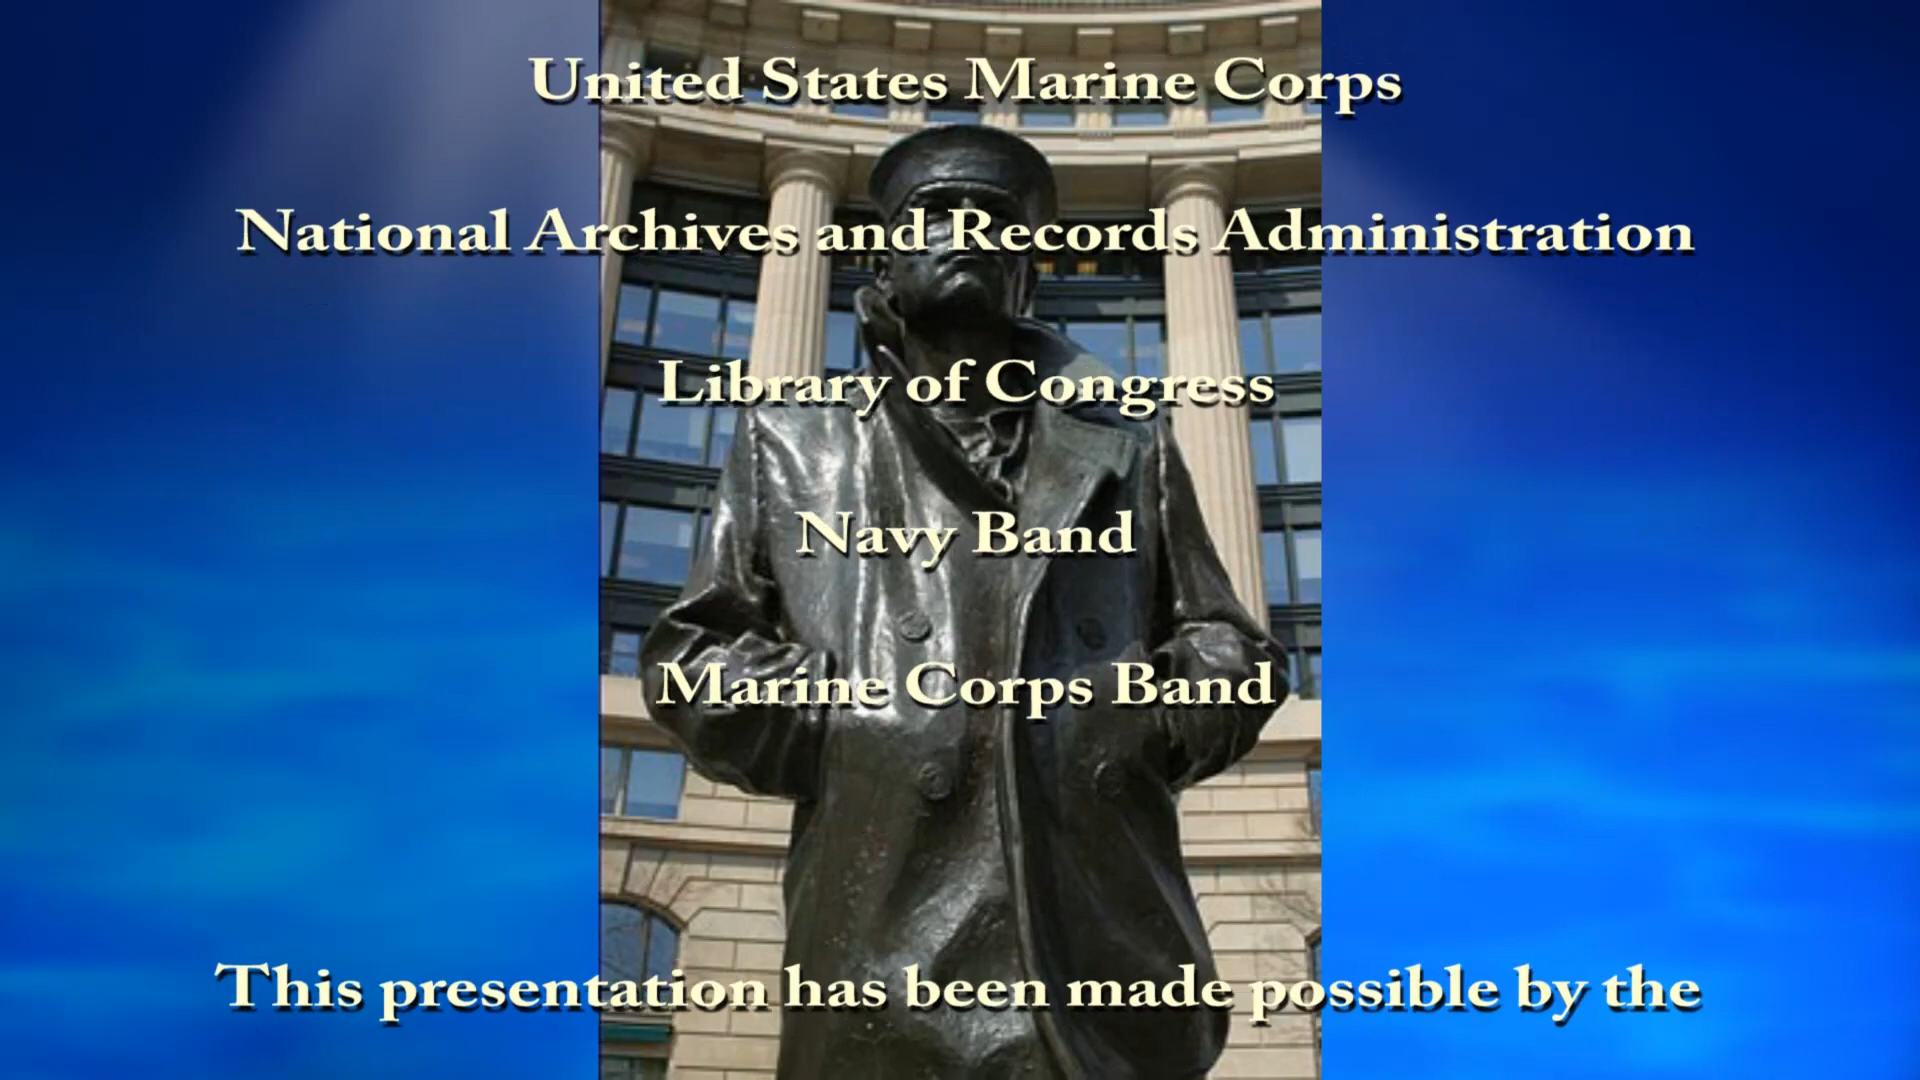 United States Marine Corps
National Archives and Records Administration
Library of Congress
Navy Band
Marine Corps Band
This presentation has been made possible by the